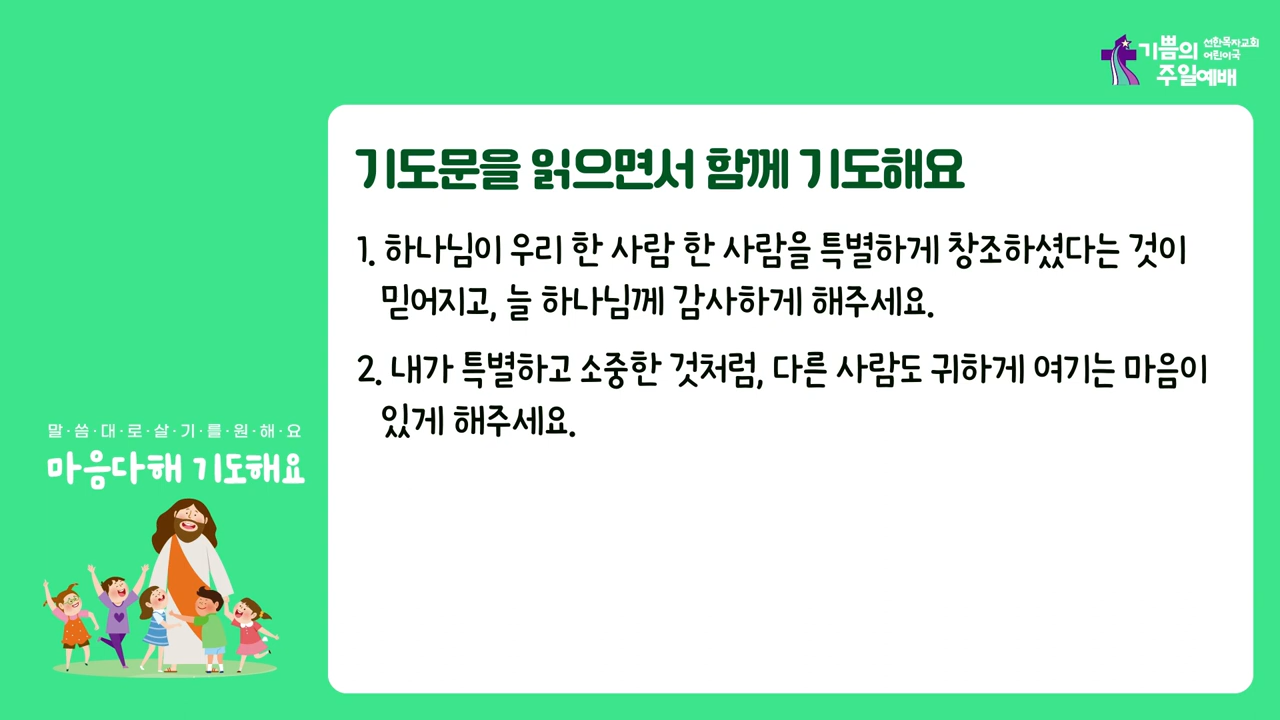 기쁨의 선한목자교회
어린이국
주일예배
기도문을 읽으면서 함께 기도해요
1. 하나님이 우리 한 사람 한 사람을 특별하게 창조하셨다는 것이
믿어지고, 늘 하나님께 감사하게 해주세요.
2. 내가 특별하고 소중한 것처럼, 다른 사람도 귀하게 여기는 마음이
있게 해주세요.
말·씀·대·로·살·기·를·원·해·요
마음다해 기도해요